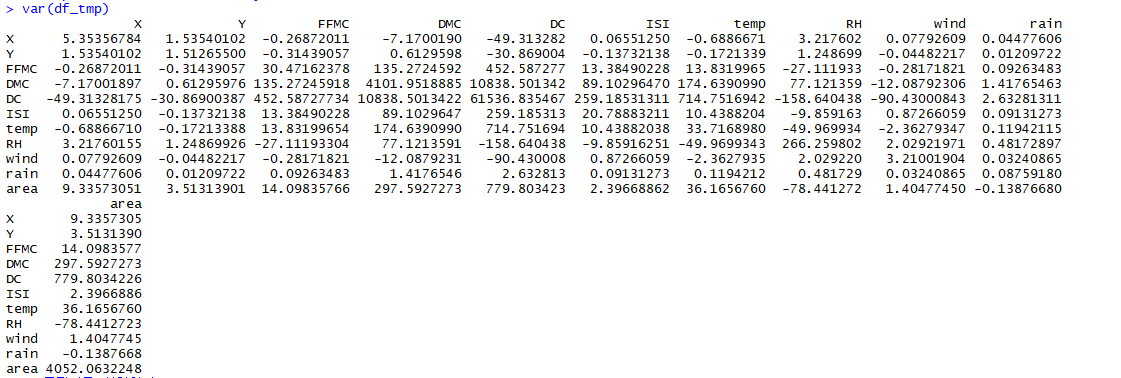 > var(df_tmp)
X Y FFMC DMC DC ISI temp RH wind rain
X 5.35356784 1.53540102 -0.26872011 -7.1700190 -49.313282 0.06551250 -0.6886671 3.217602 0.07792609 0.04477606
Y 1.53540102 1.51265500 -0.31439057 0.6129598 -30.869004 -0.13732138 -0.1721339 1.248699 -0.04482217 0.01209722
FFMC -0.26872011 -0.31439057 30.47162378 135.2724592 452.587277 13.38490228 13.8319965 -27.111933 -0.28171821 0.09263483
DMC -7.17001897 0.61295976 135.27245918 4101.9518885 10838.501342 89.10296470 174.6390990 77.121359 -12.08792306 1.41765463
DC -49.31328175 -30.86900387 452.58727734 10838.5013422 61536.835467 259.18531311 714.7516942 -158.640438 -90.43000843 2.63281311
ISI 0.06551250 -0.13732138 13.38490228 89.1029647 259.185313 20.78883211 10.4388204 -9.859163 0.87266059 0.09131273
temp -0.68866710 -0.17213388 13.83199654 174.6390990 714.751694 10.43882038 33.7168980 -49.969934 -2.36279347 0.11942115
RH 3.21760155 1.24869926 -27.11193304 77.1213591 -158.640438 -9.85916251 -49.9699343 266.259802 2.02921971 0.48172897
wind 0.07792609 -0.04482217 -0.28171821 -12.0879231 -90.430008 0.87266059 -2.3627935 2.029220 3.21001904 0.03240865
rain 0.04477606 0.01209722 0.09263483 1.4176546 2.632813 0.09131273 0.1194212 0.481729 0.03240865 0.08759180
area 9.33573051 3.51313901 14.09835766 297.5927273 779.803423 2.39668862 36.1656760 -78.441272 1.40477450 -0.13876680
area
X 9.3357305
Y 3.5131390
FFMC 14.0983577
DMC 297.5927273
DC 779.8034226
ISI 2.3966886
temp 36.1656760
RH -78.4412723
wind 1.4047745
rain -0.1387668
area 4052.0632248